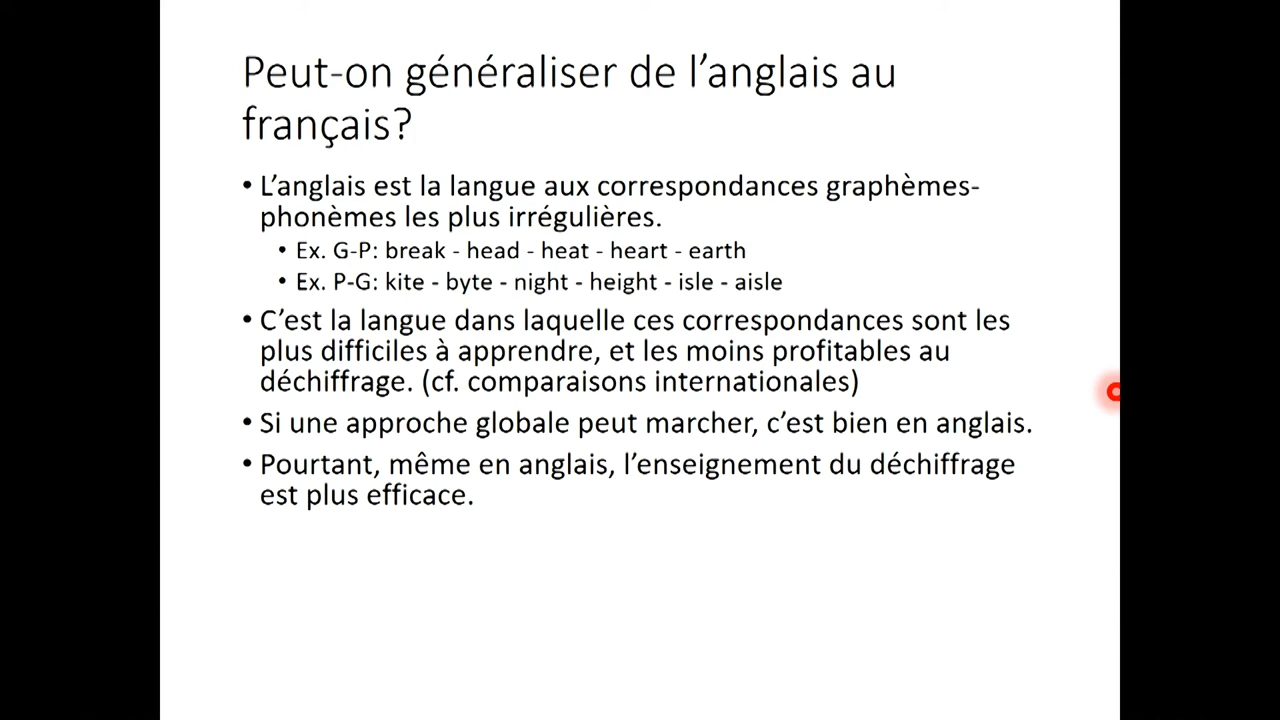 Peut-on généraliser de l’anglais au
français?
• L’anglais est la langue aux correspondances graphèmes-
phonèmes les plus irrégulières.
• Ex. G-P: break - head - heat - heart - earth
• Ex. P-G: kite - byte - night - height - isle - aisle
• C’est la langue dans laquelle ces correspondances sont les
plus difficiles à apprendre, et les moins profitables au
déchiffrage. (cf. comparaisons internationales)
• Si une approche globale peut marcher, c’est bien en anglais.
• Pourtant, même en anglais, l’enseignement du déchiffrage
est plus efficace.